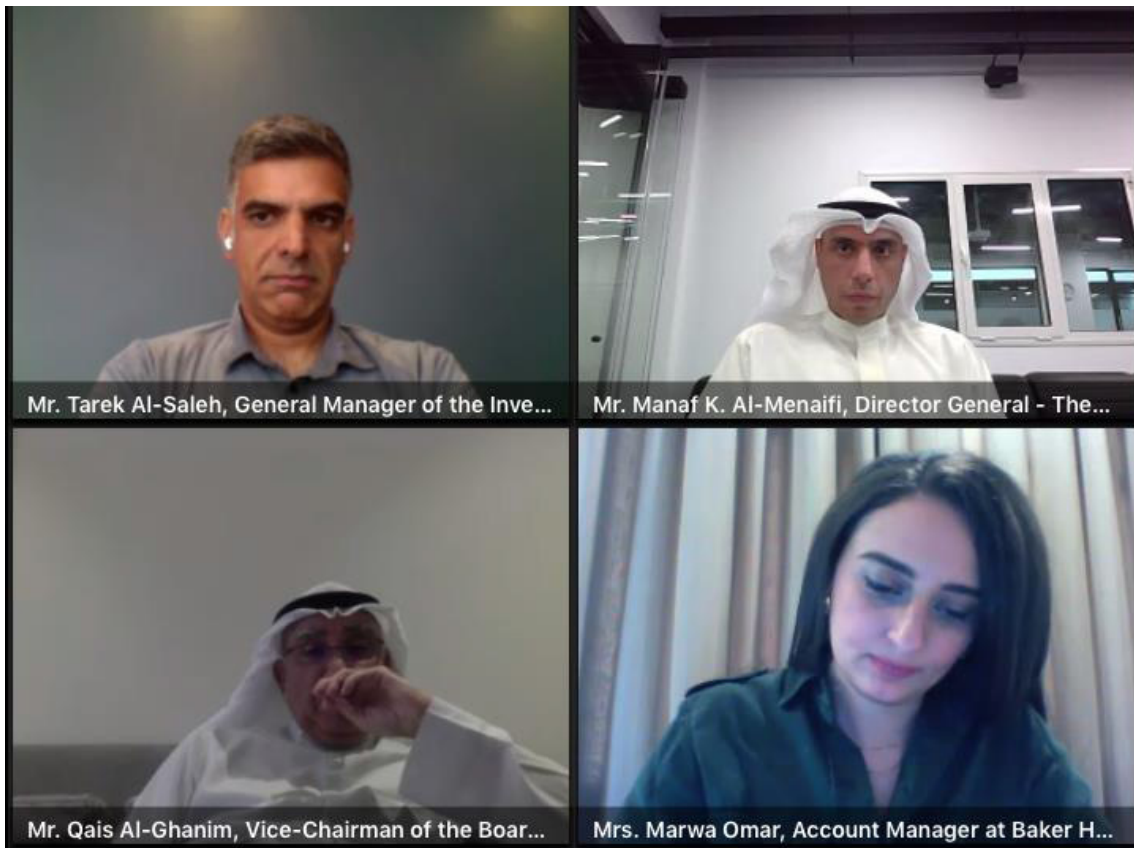 Mr. Tarek Al-Saleh, General Manager of the Inve...
Mr. Manaf K. Al-Menaifi, Director General - The...
Mr. Qais Al-Ghanim, Vice-Chairman of the Boar...
Mrs. Marwa Omar, Account Manager at Baker H...